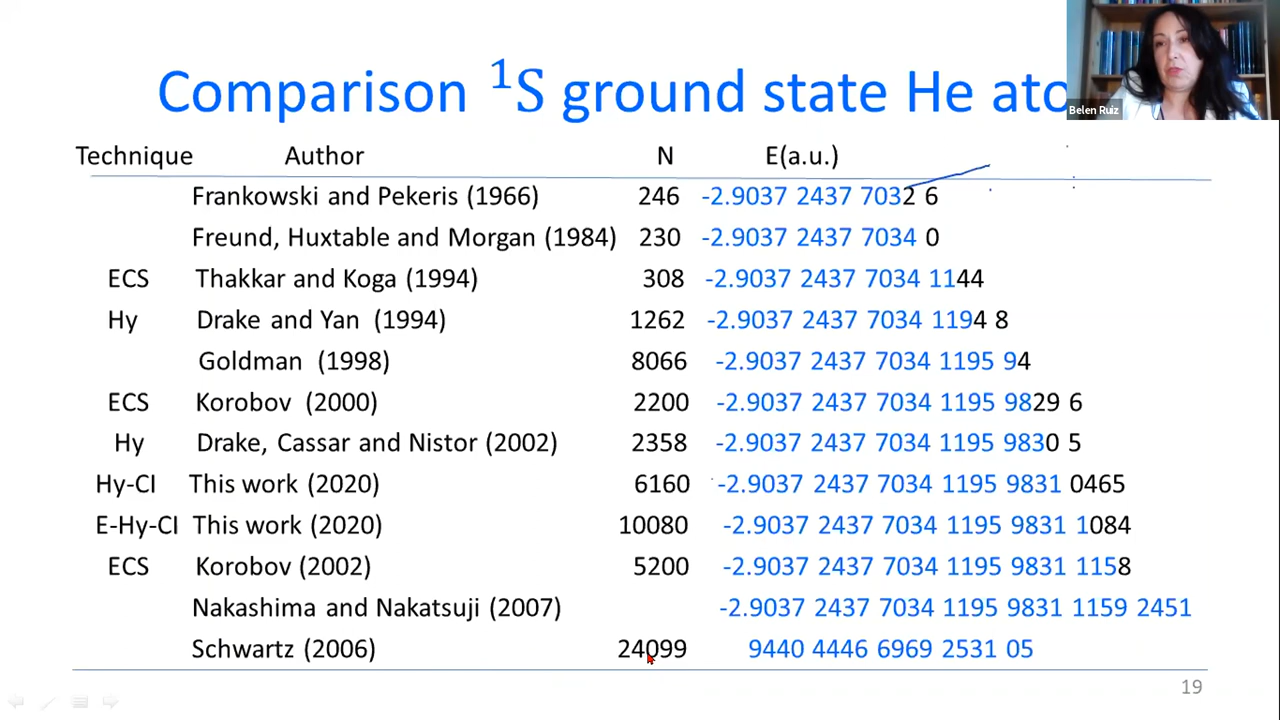 Comparison ¹S ground state He ato
Belen Ruiz
Technique Author N E(a.u.)
Frankowski and Pekeris (1966) 246 -2.9037 2437 7032 6
Freund, Huxtable and Morgan (1984) 230 -2.9037 2437 7034 0
ECS Thakkar and Koga (1994) 308 -2.9037 2437 7034 1144
Hy Drake and Yan (1994) 1262 -2.9037 2437 7034 1194 8
Goldman (1998) 8066 -2.9037 2437 7034 1195 94
ECS Korobov (2000) 2200 -2.9037 2437 7034 1195 9829 6
Hy Drake, Cassar and Nistor (2002) 2358 -2.9037 2437 7034 1195 9830 5
Hy-CI This work (2020) 6160 -2.9037 2437 7034 1195 9831 0465
E-Hy-CI This work (2020) 10080 -2.9037 2437 7034 1195 9831 1084
ECS Korobov (2002) 5200 -2.9037 2437 7034 1195 9831 1158
Nakashima and Nakatsuji (2007) -2.9037 2437 7034 1195 9831 1159 2451
Schwartz (2006) 24099 9440 4446 6969 2531 05
19